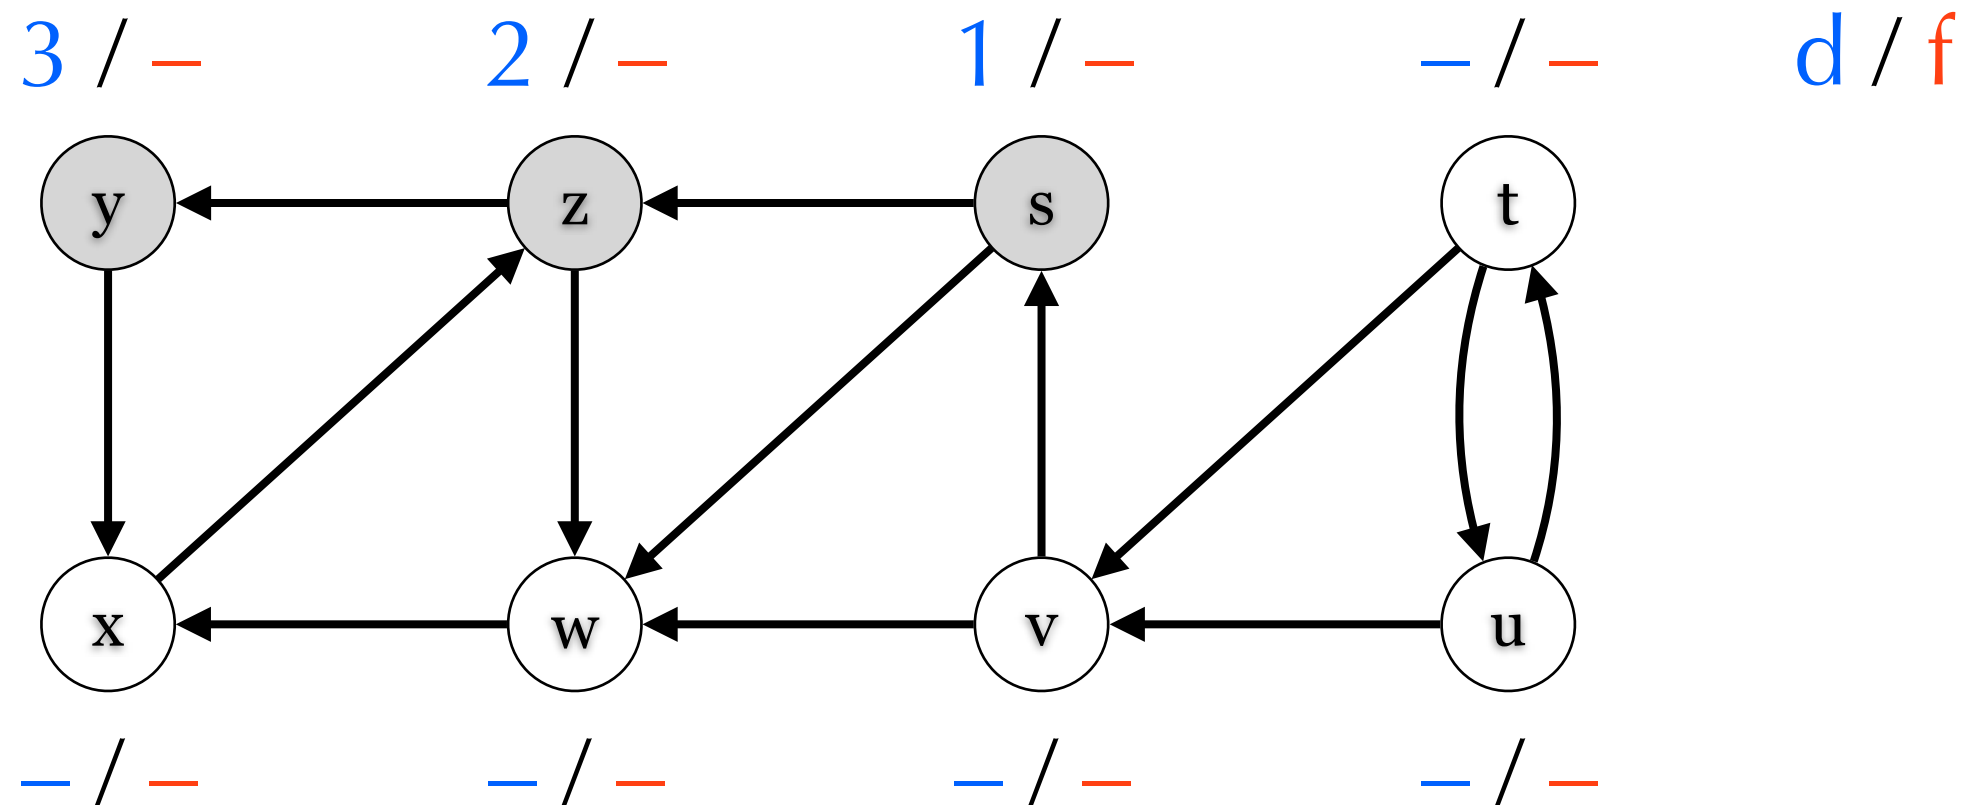 3 / – 2 / – 1 / – – / – d / f
y z s t
x w v u
– / – – / – – / – – / –